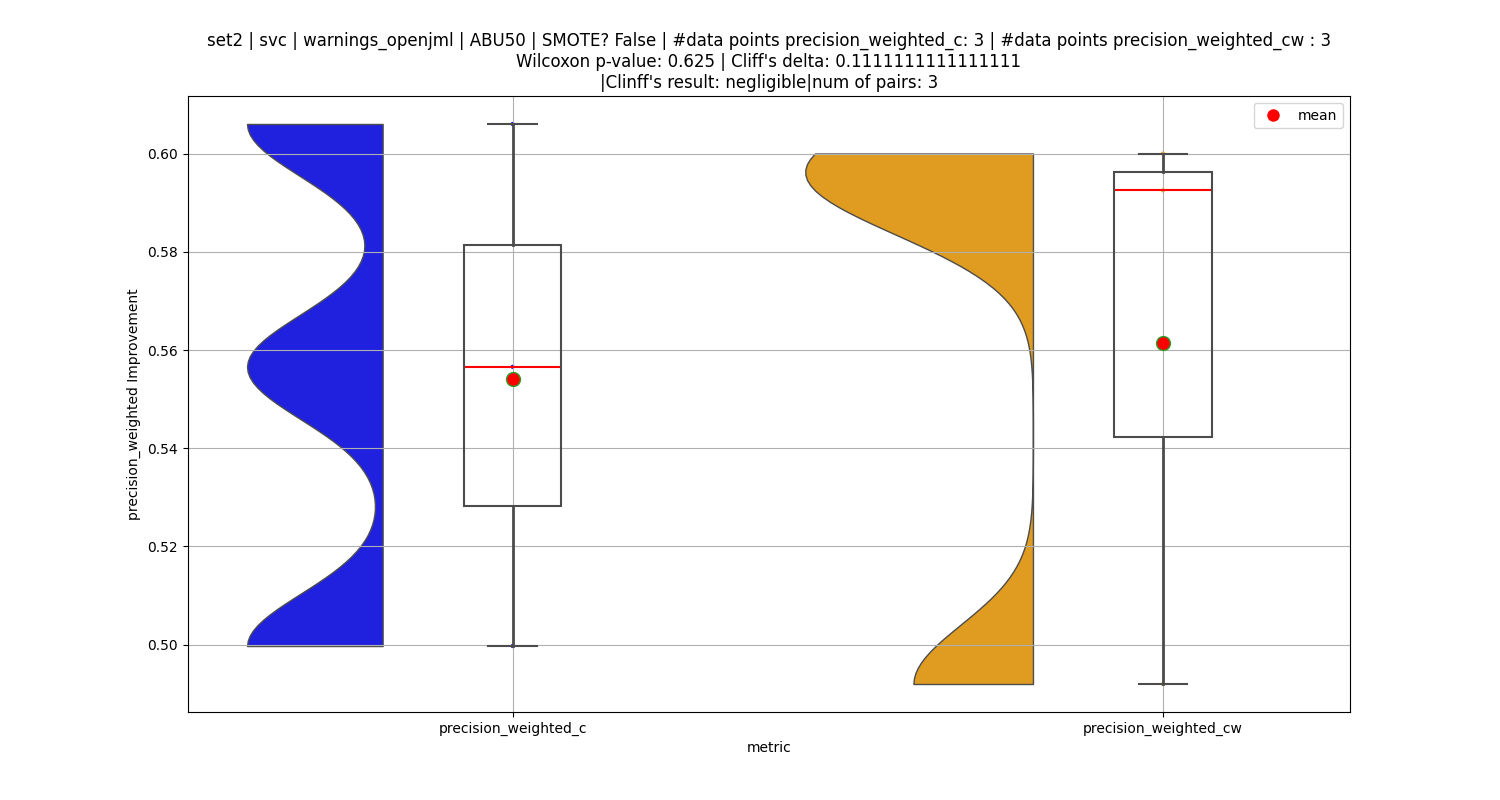 set2 | svc | warnings_openjml | ABU50 | SMOTE? False | #data points precision_weighted_c: 3 | #data points precision_weighted_cw : 3
Wilcoxon p-value: 0.625 | Cliff's delta: 0.1111111111111111
|Clinff's result: negligible|num of pairs: 3
mean
0.60
0.58
0.56
0.54
0.52
0.50
precision_weighted Improvement
precision_weighted_c
precision_weighted_cw
metric